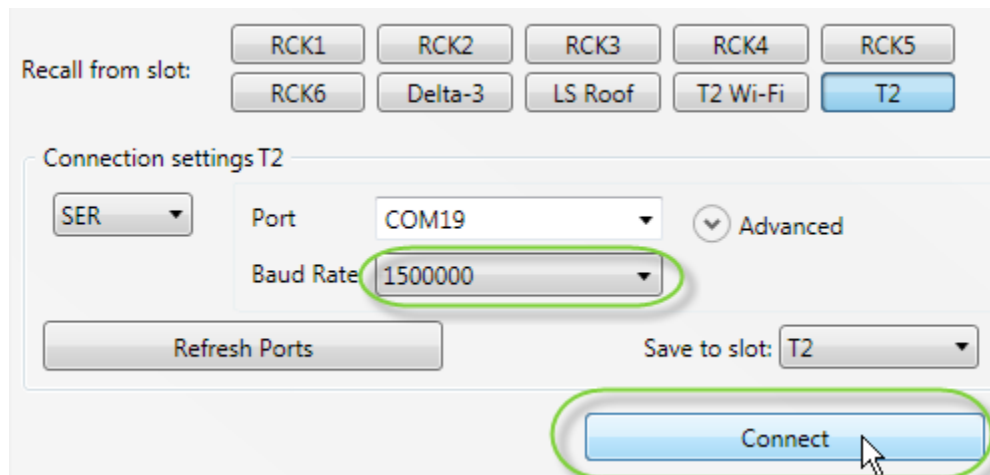 RCK1 RCK2 RCK3 RCK4 RCK5
Recall from slot:
RCK6 Delta-3 LS Roof T2 Wi-Fi T2
Connection settings T2
SER Port COM19 Advanced
Baud Rate 1500000
Refresh Ports Save to slot: T2
Connect